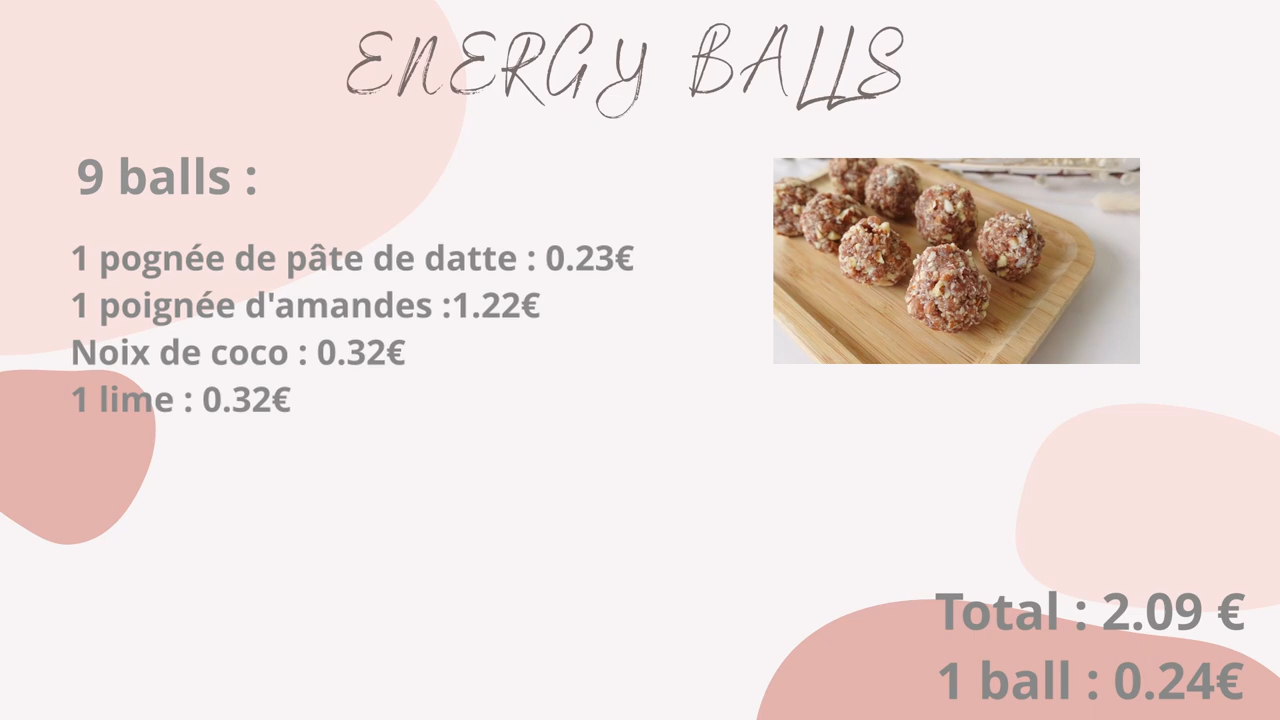 ENERGY BALLS
9 balls :
1 pognée de pâte de datte : 0.23€
1 poignée d'amandes :1.22€
Noix de coco : 0.32€
1 lime : 0.32€
Total : 2.09 €
1 ball : 0.24€